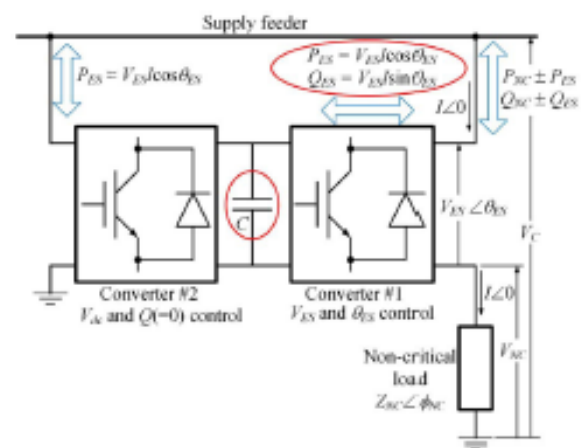 Supply feeder
P_ES = V_ES I cosθ_ES
P_ES = V_ES I cosθ_ES
Q_ES = V_ES I sinθ_ES
I∠0
P_NC ± P_ES
Q_NC ± Q_ES
C
V_ES ∠θ_ES
V_C
Converter #2
V_dc and Q(=0) control
Converter #1
V_ES and θ_ES control
I∠0
V_NC
Non-critical
load
Z_NC∠ϕ_NC